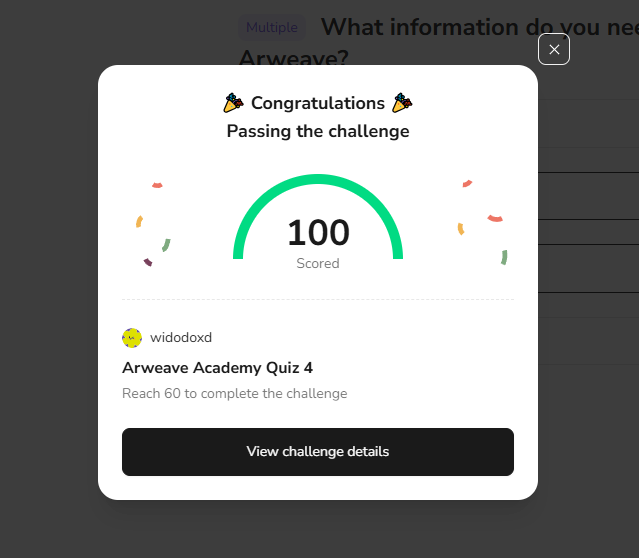 Multiple What information do you nee
Arweave?
Congratulations
Passing the challenge
100
Scored
widodoxd
Arweave Academy Quiz 4
Reach 60 to complete the challenge
View challenge details